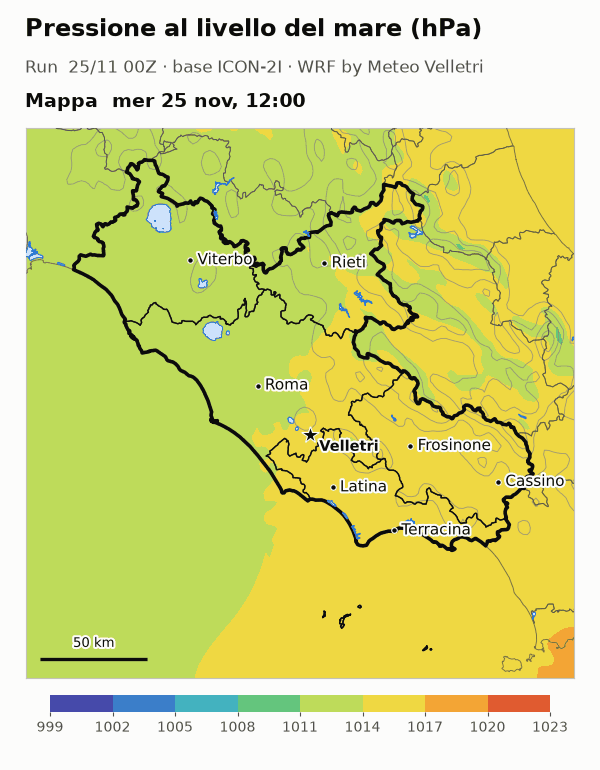 Pressione al livello del mare (hPa)
Run  25/11 00Z · base ICON-2I · WRF by Meteo Velletri
Mappa  mer 25 nov, 12:00
Viterbo
Rieti
Roma
Velletri
Frosinone
Latina
Cassino
Terracina
50 km
999 1002 1005 1008 1011 1014 1017 1020 1023